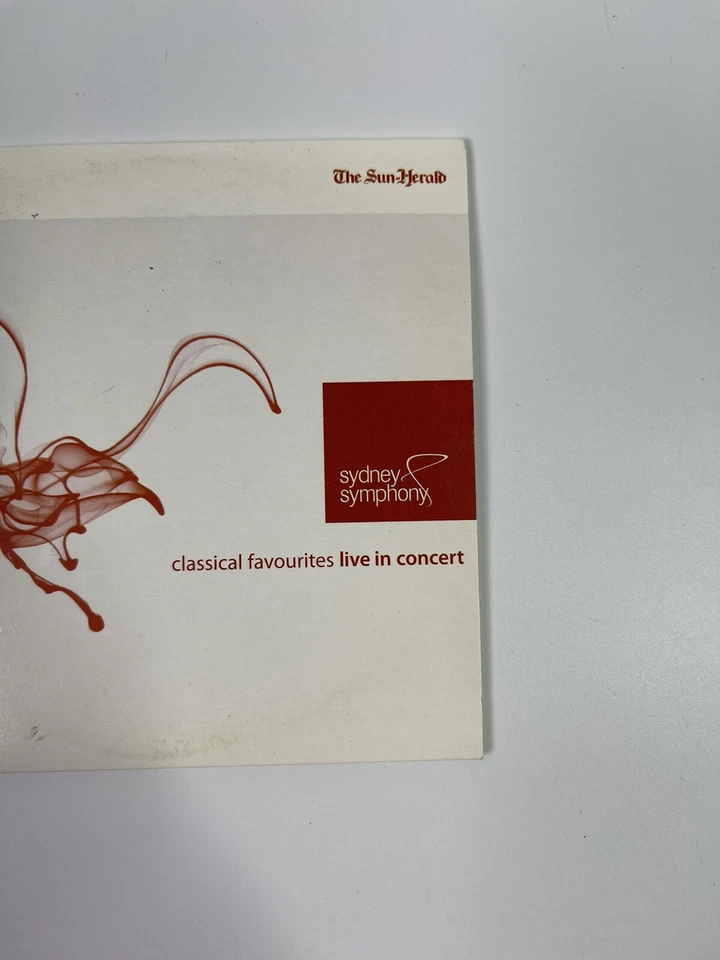 The Sun-Herald
sydney
symphony
classical favourites live in concert